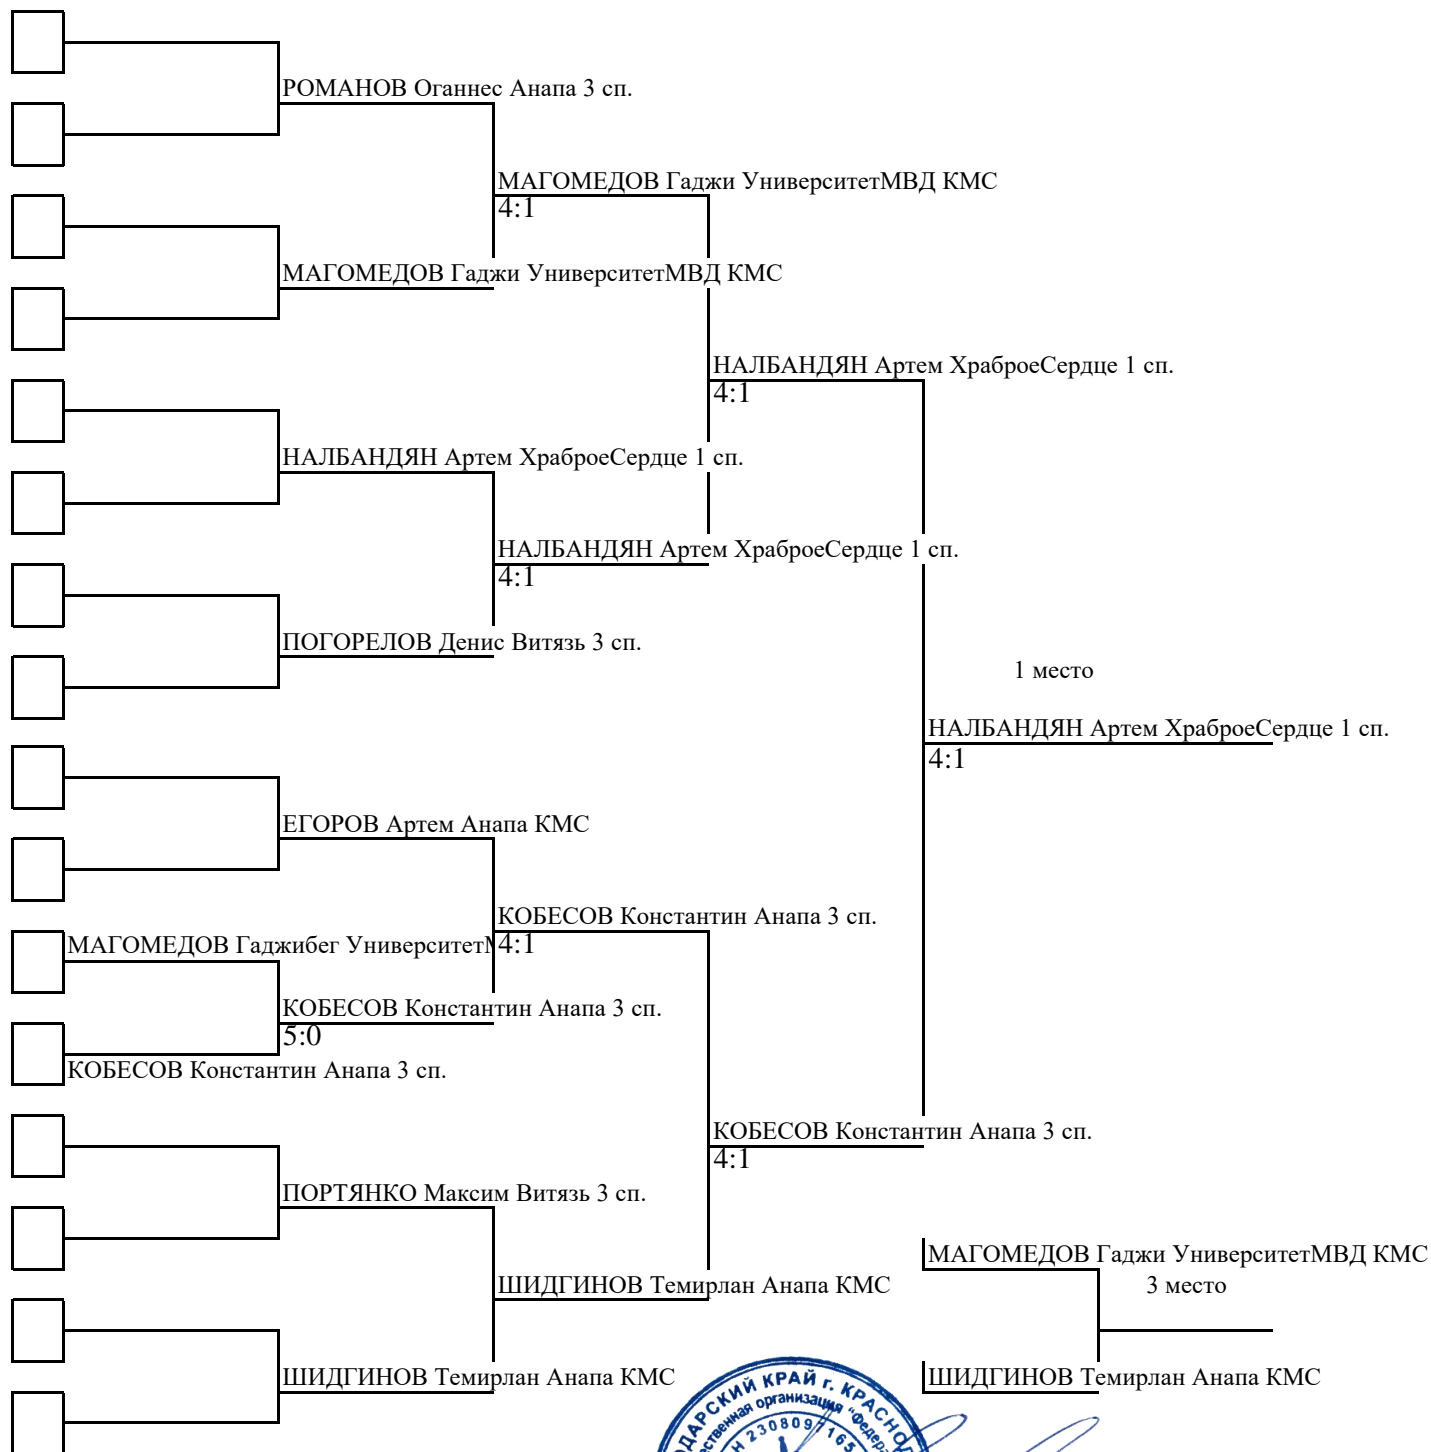 РОМАНОВ Оганнес Анапа 3 сп.
МАГОМЕДОВ Гаджи УниверситетМВД КМС
4:1
МАГОМЕДОВ Гаджи УниверситетМВД КМС
НАЛБАНДЯН Артем ХраброеСердце 1 сп.
4:1
НАЛБАНДЯН Артем ХраброеСердце 1 сп.
НАЛБАНДЯН Артем ХраброеСердце 1 сп.
4:1
ПОГОРЕЛОВ Денис Витязь 3 сп.
1 место
НАЛБАНДЯН Артем ХраброеСердце 1 сп.
4:1
ЕГОРОВ Артем Анапа КМС
КОБЕСОВ Константин Анапа 3 сп.
4:1
МАГОМЕДОВ Гаджибег Университет
КОБЕСОВ Константин Анапа 3 сп.
5:0
КОБЕСОВ Константин Анапа 3 сп.
КОБЕСОВ Константин Анапа 3 сп.
4:1
ПОРТЯНКО Максим Витязь 3 сп.
МАГОМЕДОВ Гаджи УниверситетМВД КМС
3 место
ШИДГИНОВ Темирлан Анапа КМС
ШИДГИНОВ Темирлан Анапа КМС
ШИДГИНОВ Темирлан Анапа КМС
КРАЙ г.
организация
2308097165